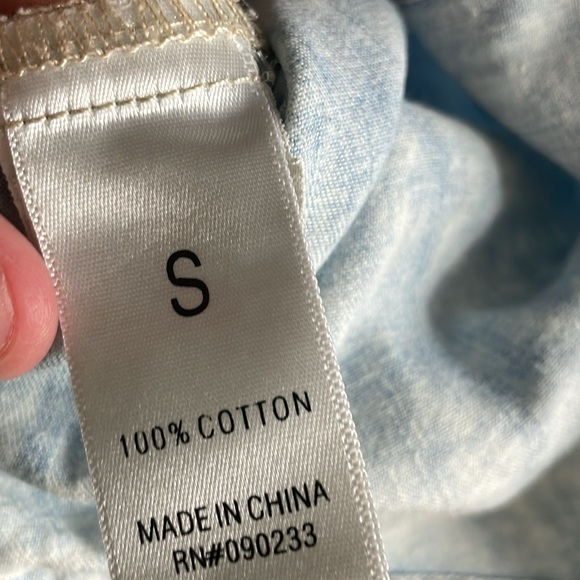 S
100% COTTON
MADE IN CHINA
RN#090233